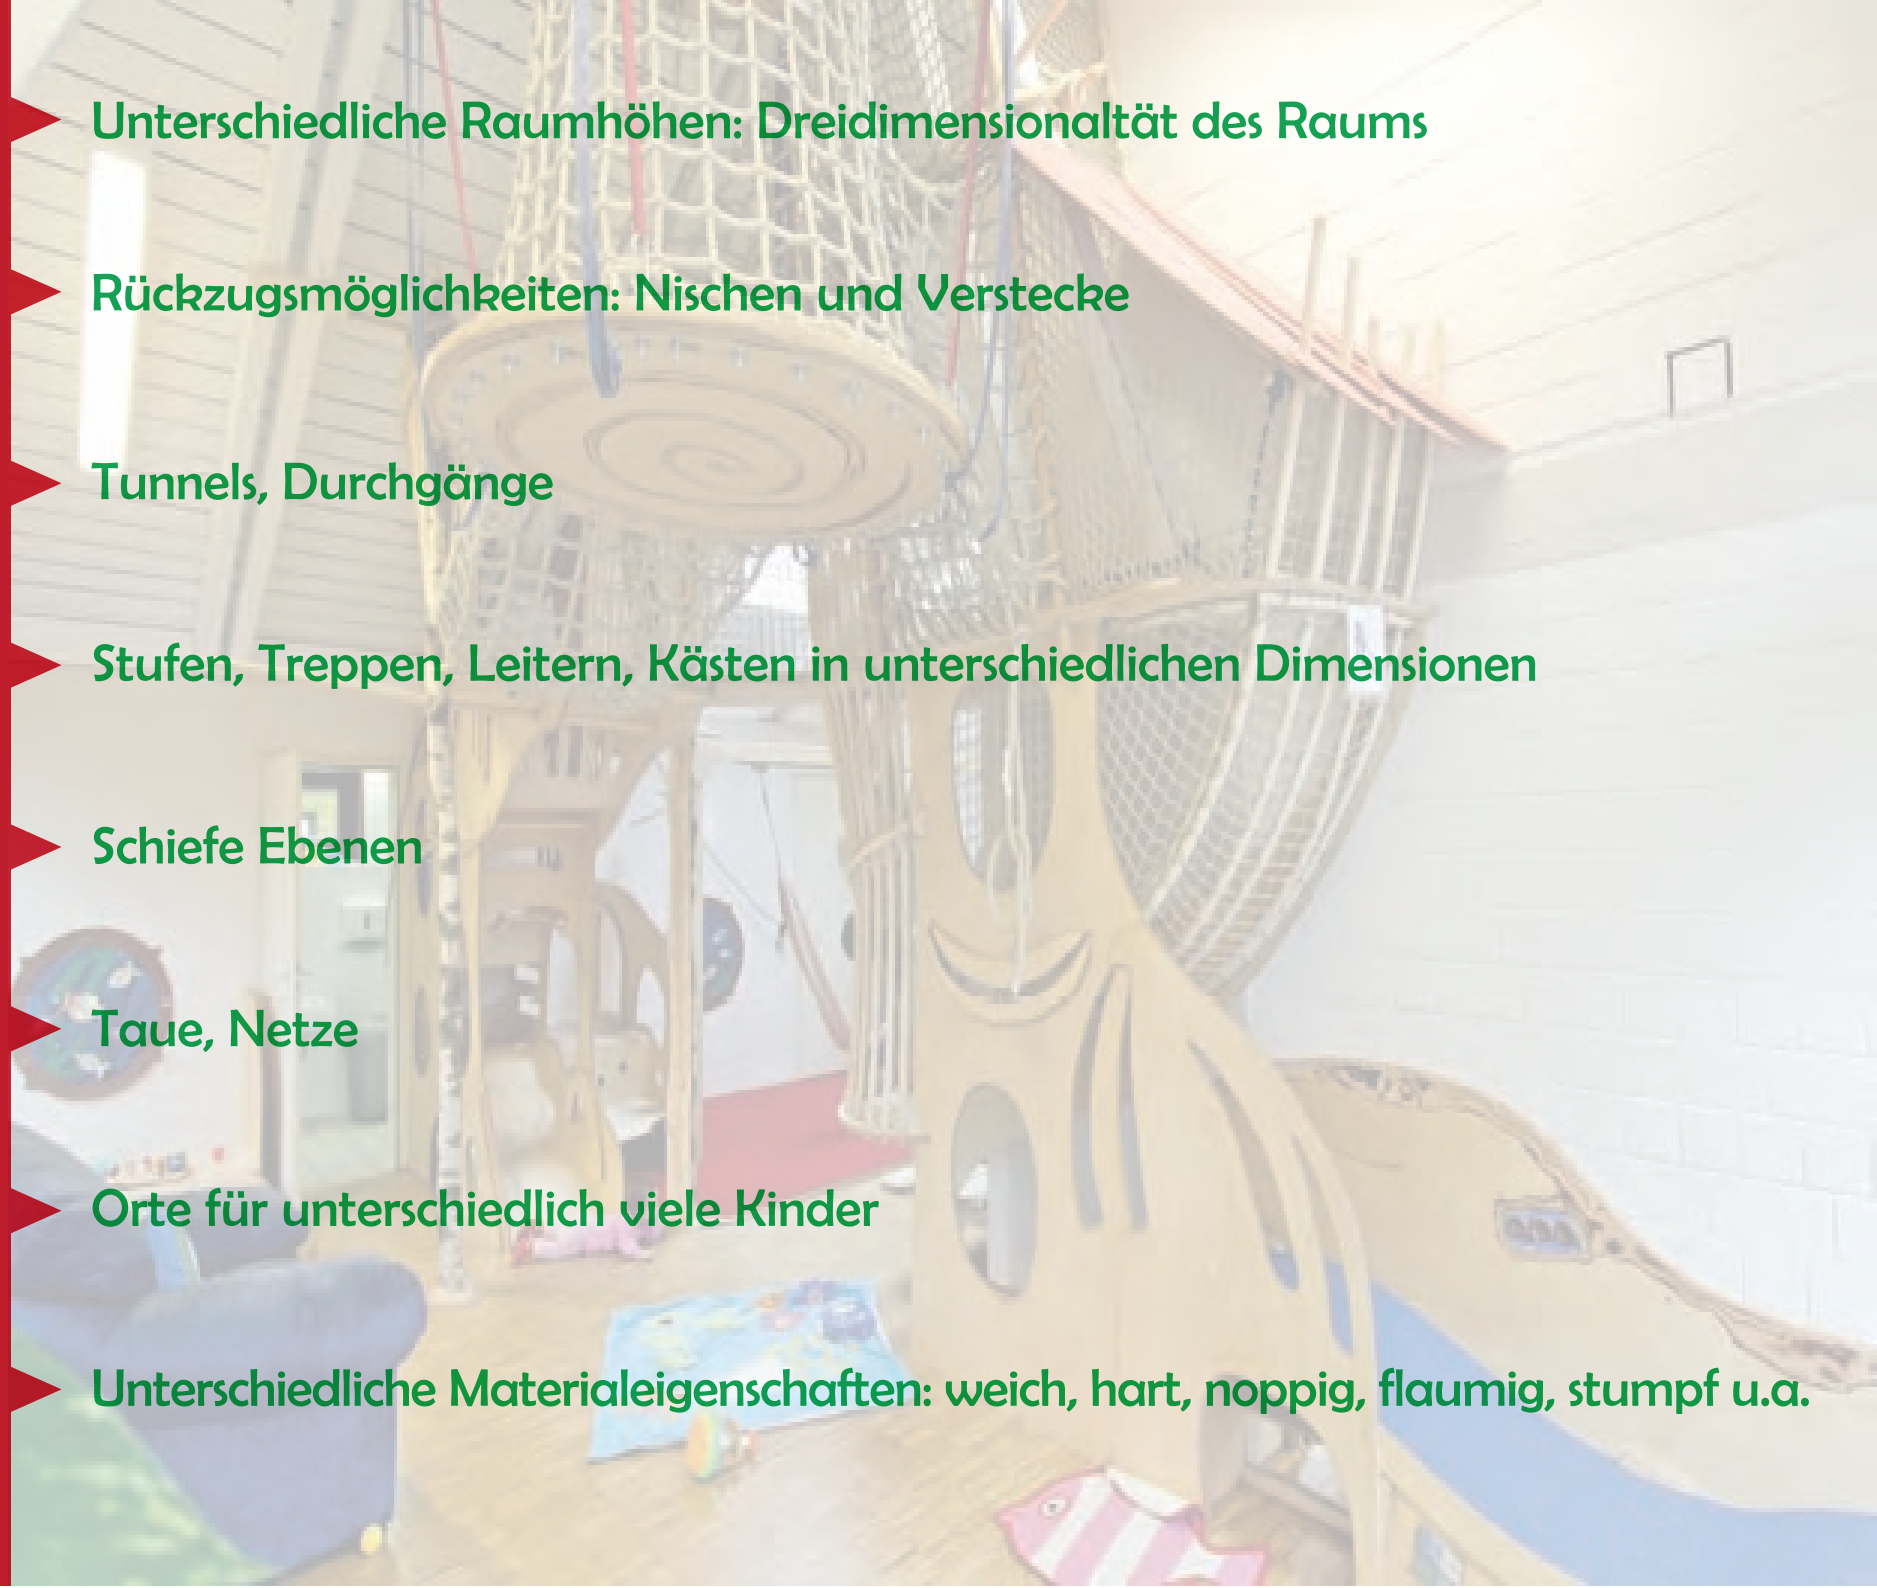 Unterschiedliche Raumhöhen: Dreidimensionaltät des Raums
Rückzugsmöglichkeiten: Nischen und Verstecke
Tunnels, Durchgänge
Stufen, Treppen, Leitern, Kästen in unterschiedlichen Dimensionen
Schiefe Ebenen
Taue, Netze
Orte für unterschiedlich viele Kinder
Unterschiedliche Materialeigenschaften: weich, hart, noppig, flaumig, stumpf u.a.